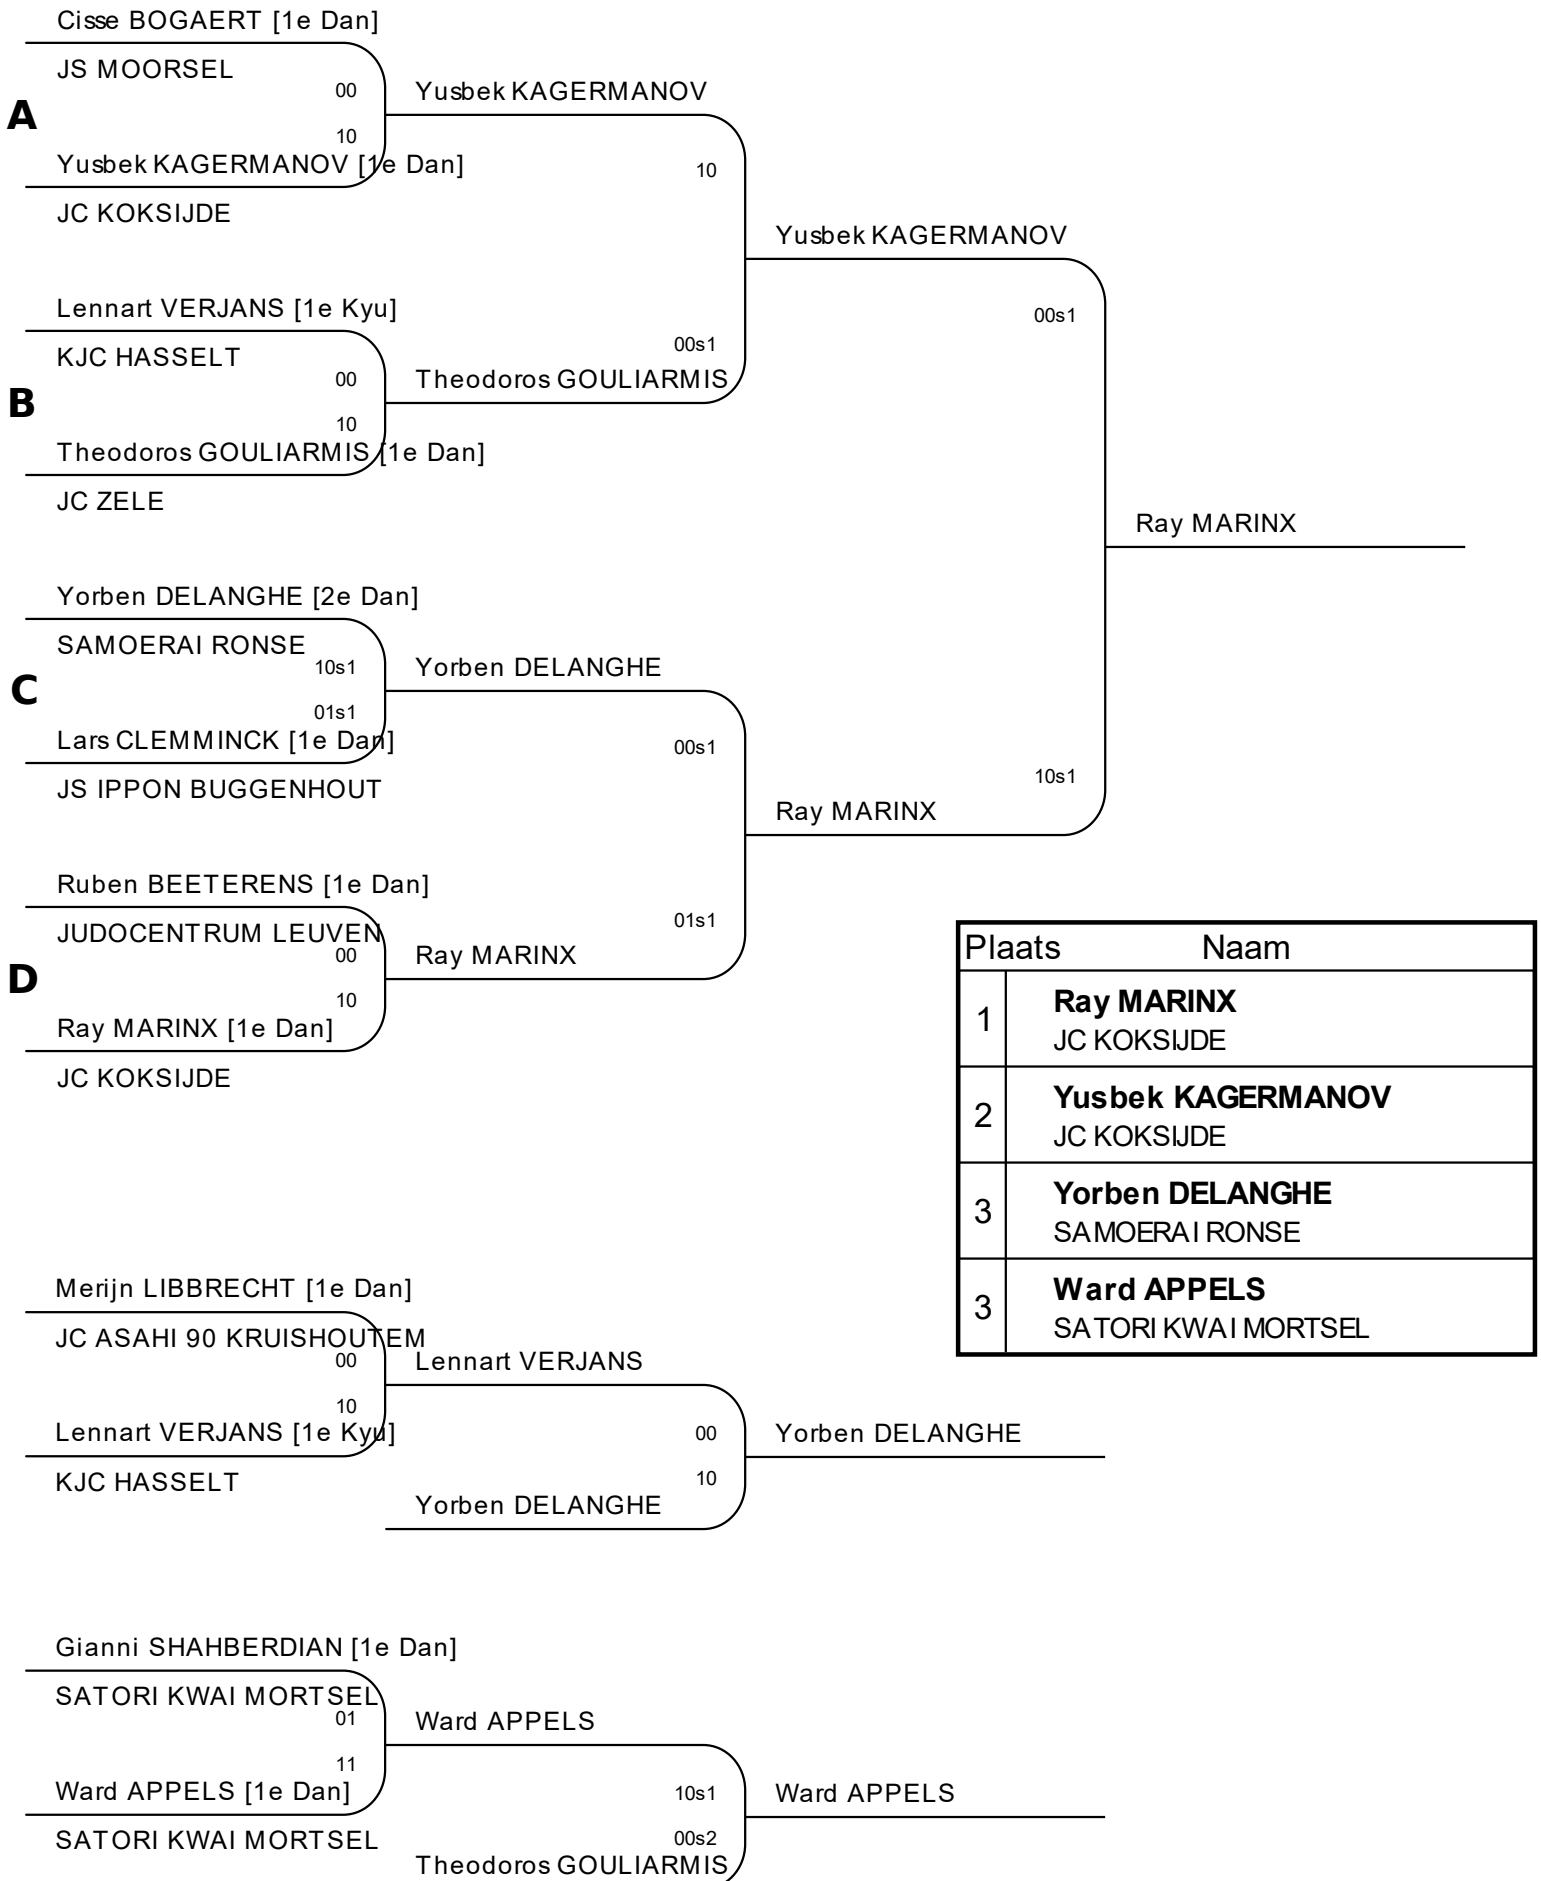 Cisse BOGAERT [1e Dan]
JS MOORSEL
00
Yusbek KAGERMANOV
A
10
Yusbek KAGERMANOV [1e Dan]
10
JC KOKSIJDE
Yusbek KAGERMANOV
Lennart VERJANS [1e Kyu]
00s1
KJC HASSELT
00s1
00
Theodoros GOULIARMIS
B
10
Theodoros GOULIARMIS [1e Dan]
JC ZELE
Ray MARINX
Yorben DELANGHE [2e Dan]
SAMOERAI RONSE
10s1
Yorben DELANGHE
C
01s1
Lars CLEMMINCK [1e Dan]
00s1
JS IPPON BUGGENHOUT
10s1
Ray MARINX
Ruben BEETERENS [1e Dan]
JUDOCENTRUM LEUVEN
01s1
00
Ray MARINX
D
10
Ray MARINX [1e Dan]
JC KOKSIJDE
Plaats Naam
1 Ray MARINX
JC KOKSIJDE
2 Yusbek KAGERMANOV
JC KOKSIJDE
3 Yorben DELANGHE
SAMOERAI RONSE
3 Ward APPELS
SATORI KWAI MORTSEL
Merijn LIBBRECHT [1e Dan]
JC ASAHI 90 KRUISHOUTEM
00
Lennart VERJANS
10
Lennart VERJANS [1e Kyu]
KJC HASSELT
00
Yorben DELANGHE
10
Yorben DELANGHE
Gianni SHAHBERDIAN [1e Dan]
SATORI KWAI MORTSEL
01
Ward APPELS
11
Ward APPELS [1e Dan]
SATORI KWAI MORTSEL
10s1
Ward APPELS
00s2
Theodoros GOULIARMIS